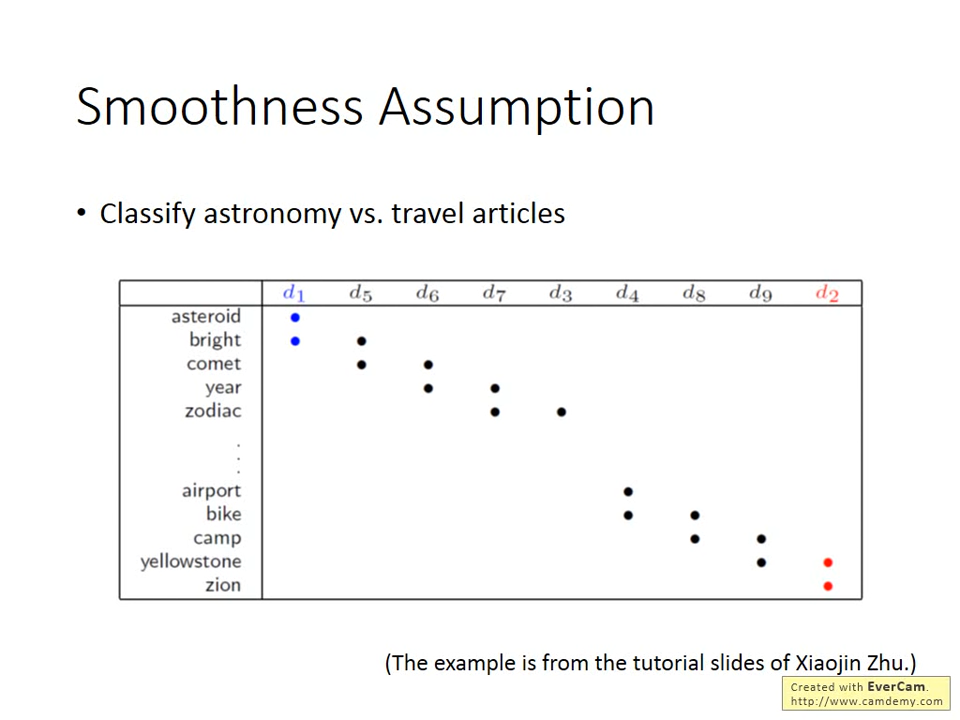 Smoothness Assumption
• Classify astronomy vs. travel articles
d1 d5 d6 d7 d3 d4 d8 d9 d2
asteroid
bright
comet
year
zodiac
.
.
.
airport
bike
camp
yellowstone
zion
(The example is from the tutorial slides of Xiaojin Zhu.)
Created with EverCam.
http://www.camdemy.com